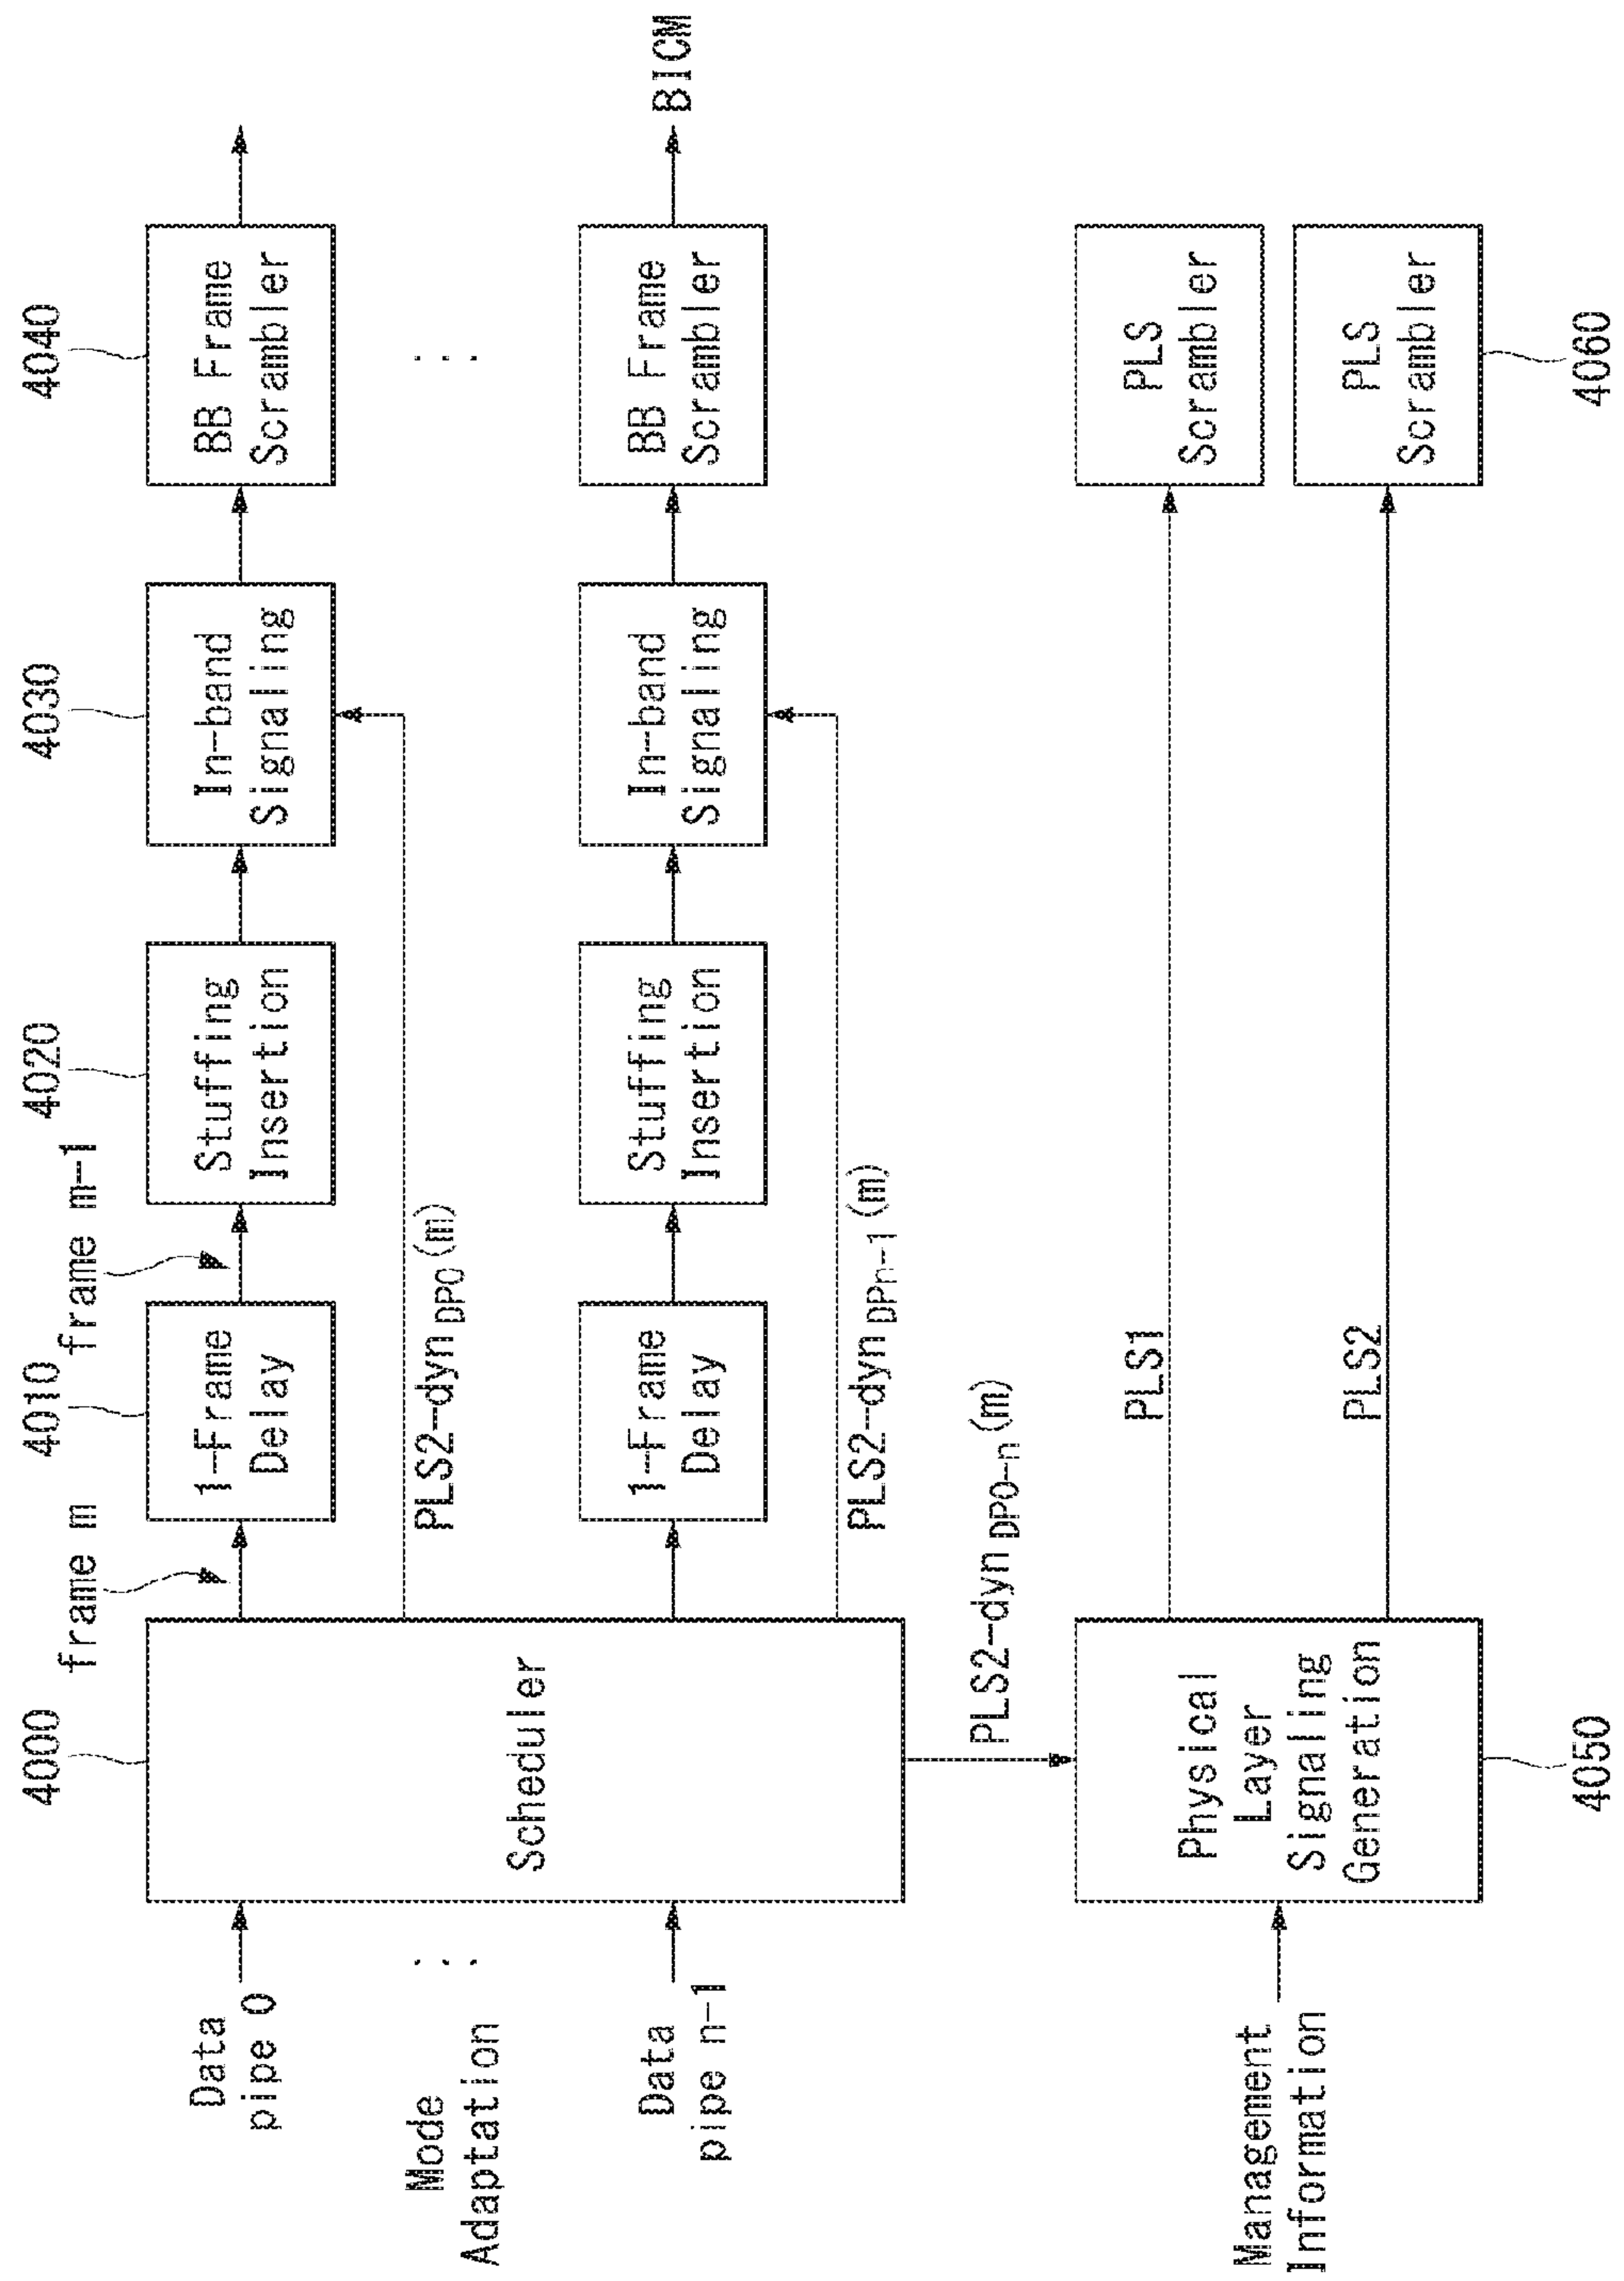 4000
frame m
4010
frame m-1
4020
4030
4040
Data
pipe 0
1-Frame
Delay
Stuffing
Insertion
In-band
Signaling
BB Frame
Scrambler
Mode
Adaptation
...
Scheduler
PLS2-dyn DP0(m)
...
Data
pipe n-1
1-Frame
Delay
Stuffing
Insertion
In-band
Signaling
BB Frame
Scrambler
BICM
PLS2-dyn DPn-1(m)
PLS2-dyn DP0-n(m)
Management
Information
Physical
Layer
Signaling
Generation
PLS1
PLS
Scrambler
PLS2
PLS
Scrambler
4050
4060